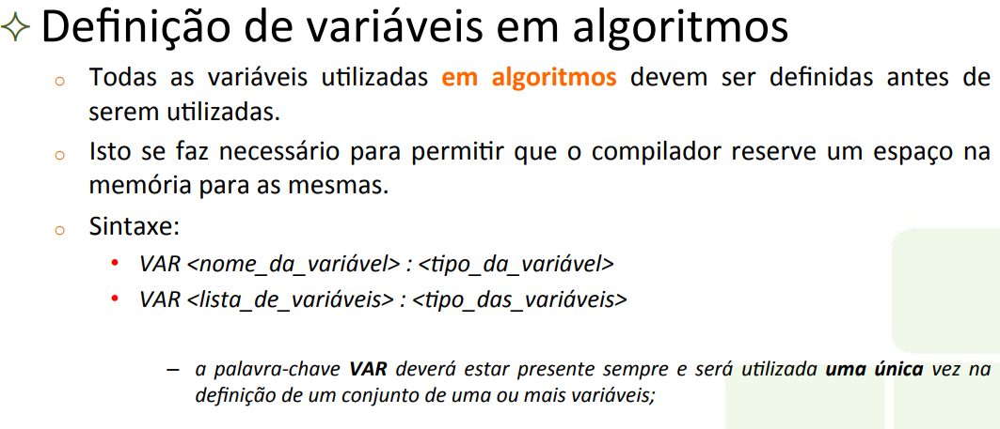 Definição de variáveis em algoritmos
Todas as variáveis utilizadas em algoritmos devem ser definidas antes de
serem utilizadas.
Isto se faz necessário para permitir que o compilador reserve um espaço na
memória para as mesmas.
Sintaxe:
VAR <nome_da_variável> : <tipo_da_variável>
VAR <lista_de_variáveis> : <tipo_das_variáveis>
– a palavra-chave VAR deverá estar presente sempre e será utilizada uma única vez na
definição de um conjunto de uma ou mais variáveis;